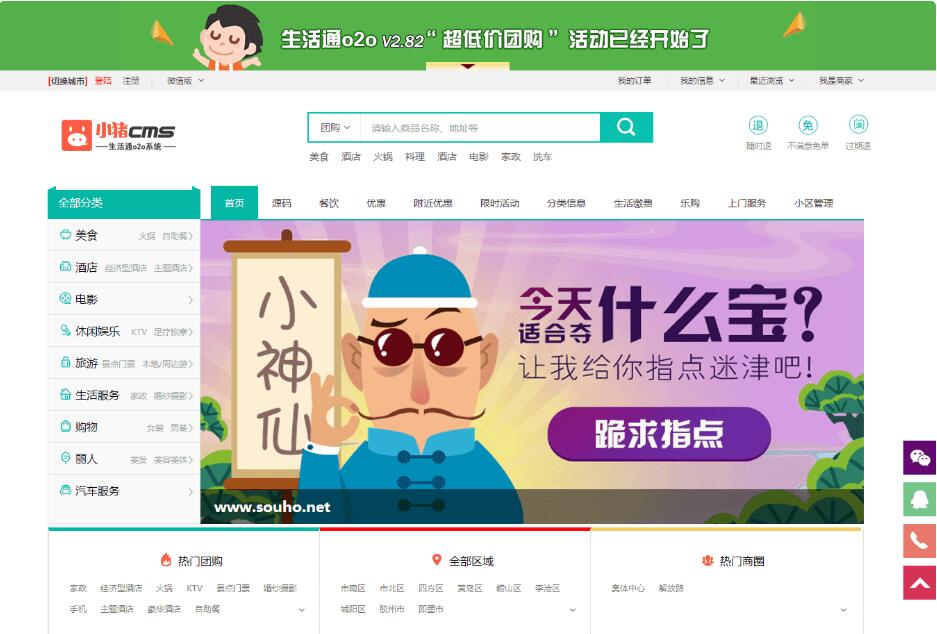 生活通o2o V2.82“ 超低价团购 ” 活动已经开始了
[切换城市] 登陆 注册 微信版 我的订单 我的信息 最近浏览 我是商家
小猪CMS
生活通o2o系统
团购 请输入商品名称、地址等
美食 酒店 火锅 料理 酒店 电影 家政 洗车
退 免
随时退 不满意免单 过期退
全部分类
首页 源码 餐饮 优惠 附近优惠 限时活动 分类信息 生活缴费 乐购 上门服务 小区管理
美食 火锅 自助餐
酒店 经济型酒店 主题酒店
电影
休闲娱乐 KTV 足疗按摩
旅游 景点门票 本地/周边游
生活服务 家政 婚纱摄影
购物 女装 男装
丽人 美发 美容美体
汽车服务
小神仙
今天适合夺什么宝?
让我给你指点迷津吧!
跪求指点
www.souho.net
热门团购
家政 经济型酒店 火锅 KTV 景点门票 婚纱摄影
手机 主题酒店 豪华酒店 自助餐
全部区域
市南区 市北区 四方区 黄岛区 崂山区 李沧区
城阳区 胶州市 即墨市
热门商圈
奥体中心 解放路